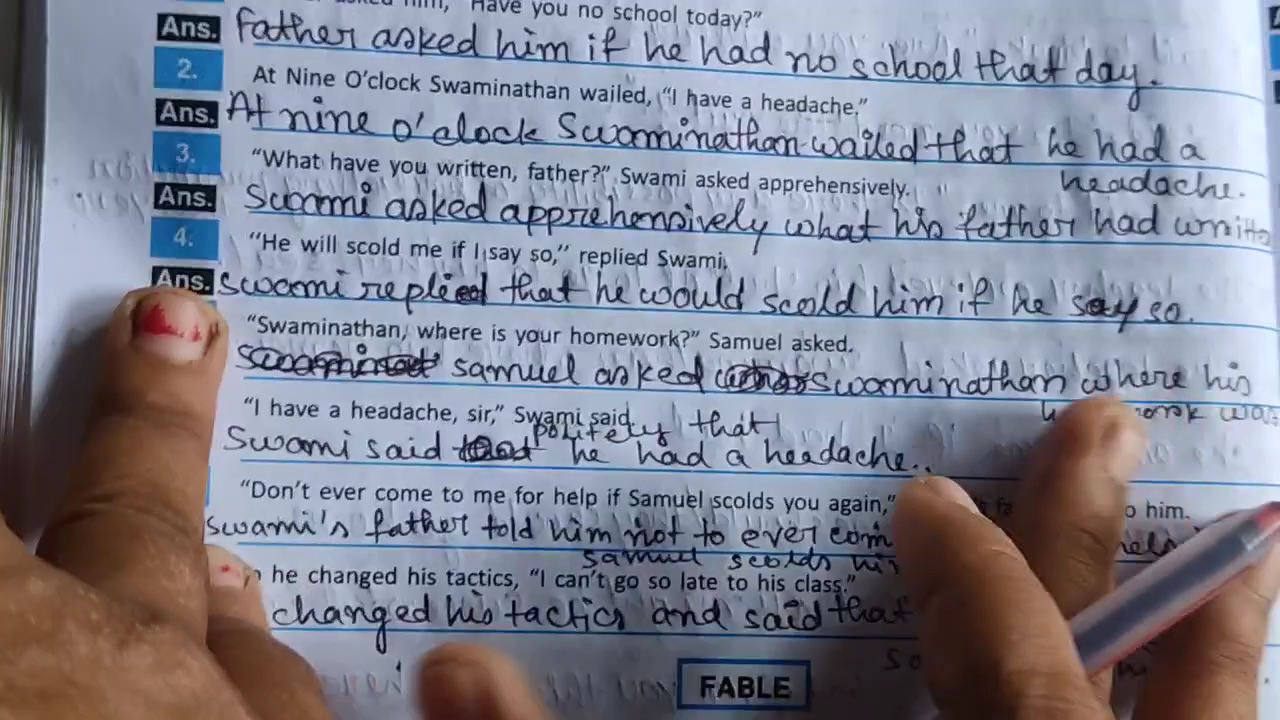 Have you no school today?"
Ans. Father asked him if he had no school that day.
2. At Nine O'clock Swaminathan wailed, "I have a headache,"
Ans. At nine o'clock Swaminathan wailed that he had a
headache.
3. "What have you written, father?" Swami asked apprehensively.
Ans. Swami asked apprehensively what his father had
4. "He will scold me if I say so," replied Swami.
Ans. Swami replied that he would scold him if he say so.
"Swaminathan, where is your homework?" Samuel asked.
samuel asked swaminathan where his
was
"I have a headache, sir," Swami said
politely that
Swami said he had a headache..
"Don't ever come to me for help if Samuel scolds you again," o him.
swami's father told him not to ever
samuel scolds
he changed his tactics, "I can't go so late to his class."
changed his tactics and said that
FABLE